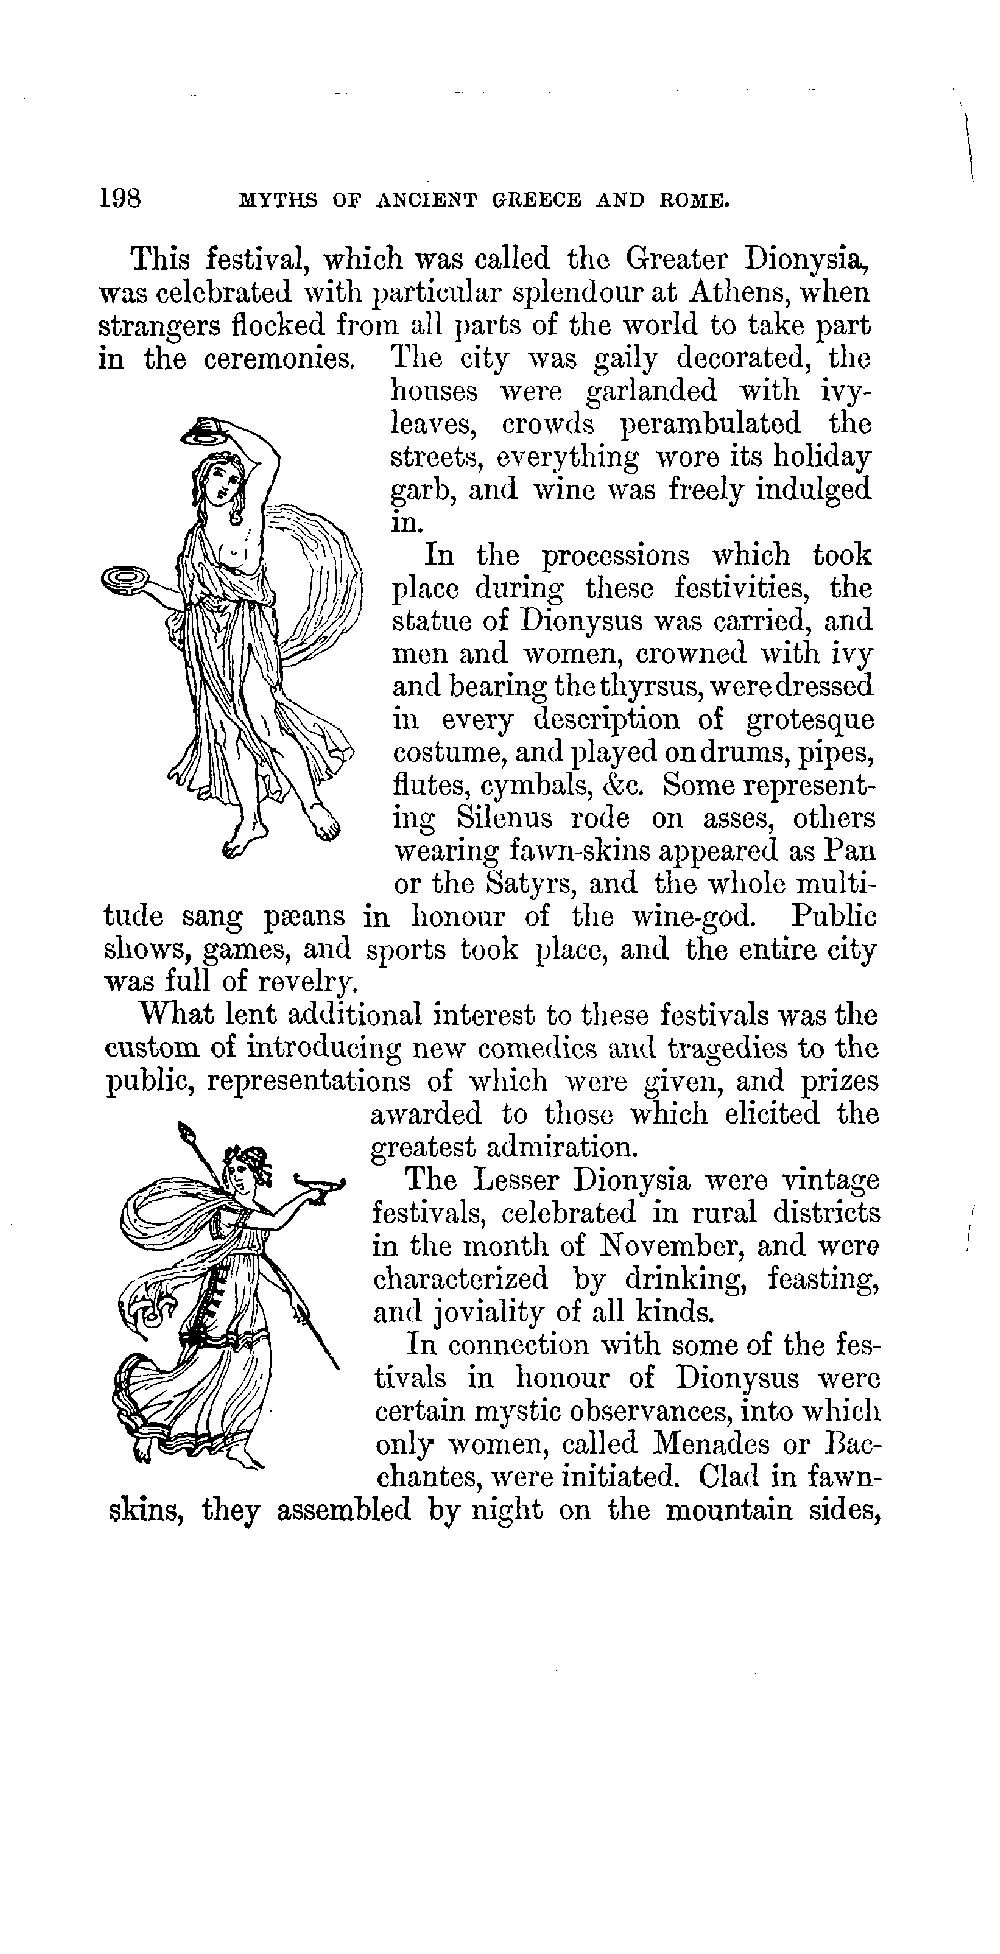 198 MYTHS OF ANCIENT GREECE AND ROME.
This festival, which was called the Greater Dionysia,
was celebrated with particular splendour at Athens, when
strangers flocked from all parts of the world to take part
in the ceremonies. The city was gaily decorated, the
houses were garlanded with ivy-
leaves, crowds perambulated the
streets, everything wore its holiday
garb, and wine was freely indulged
in.
In the processions which took
place during these festivities, the
statue of Dionysus was carried, and
men and women, crowned with ivy
and bearing the thyrsus, were dressed
in every description of grotesque
costume, and played on drums, pipes,
flutes, cymbals, &c. Some represent-
ing Silenus rode on asses, others
wearing fawn-skins appeared as Pan
or the Satyrs, and the whole multi-
tude sang pæans in honour of the wine-god. Public
shows, games, and sports took place, and the entire city
was full of revelry.
What lent additional interest to these festivals was the
custom of introducing new comedies and tragedies to the
public, representations of which were given, and prizes
awarded to those which elicited the
greatest admiration.
The Lesser Dionysia were vintage
festivals, celebrated in rural districts
in the month of November, and were
characterized by drinking, feasting,
and joviality of all kinds.
In connection with some of the fes-
tivals in honour of Dionysus were
certain mystic observances, into which
only women, called Menades or Bac-
chantes, were initiated. Clad in fawn-
skins, they assembled by night on the mountain sides,